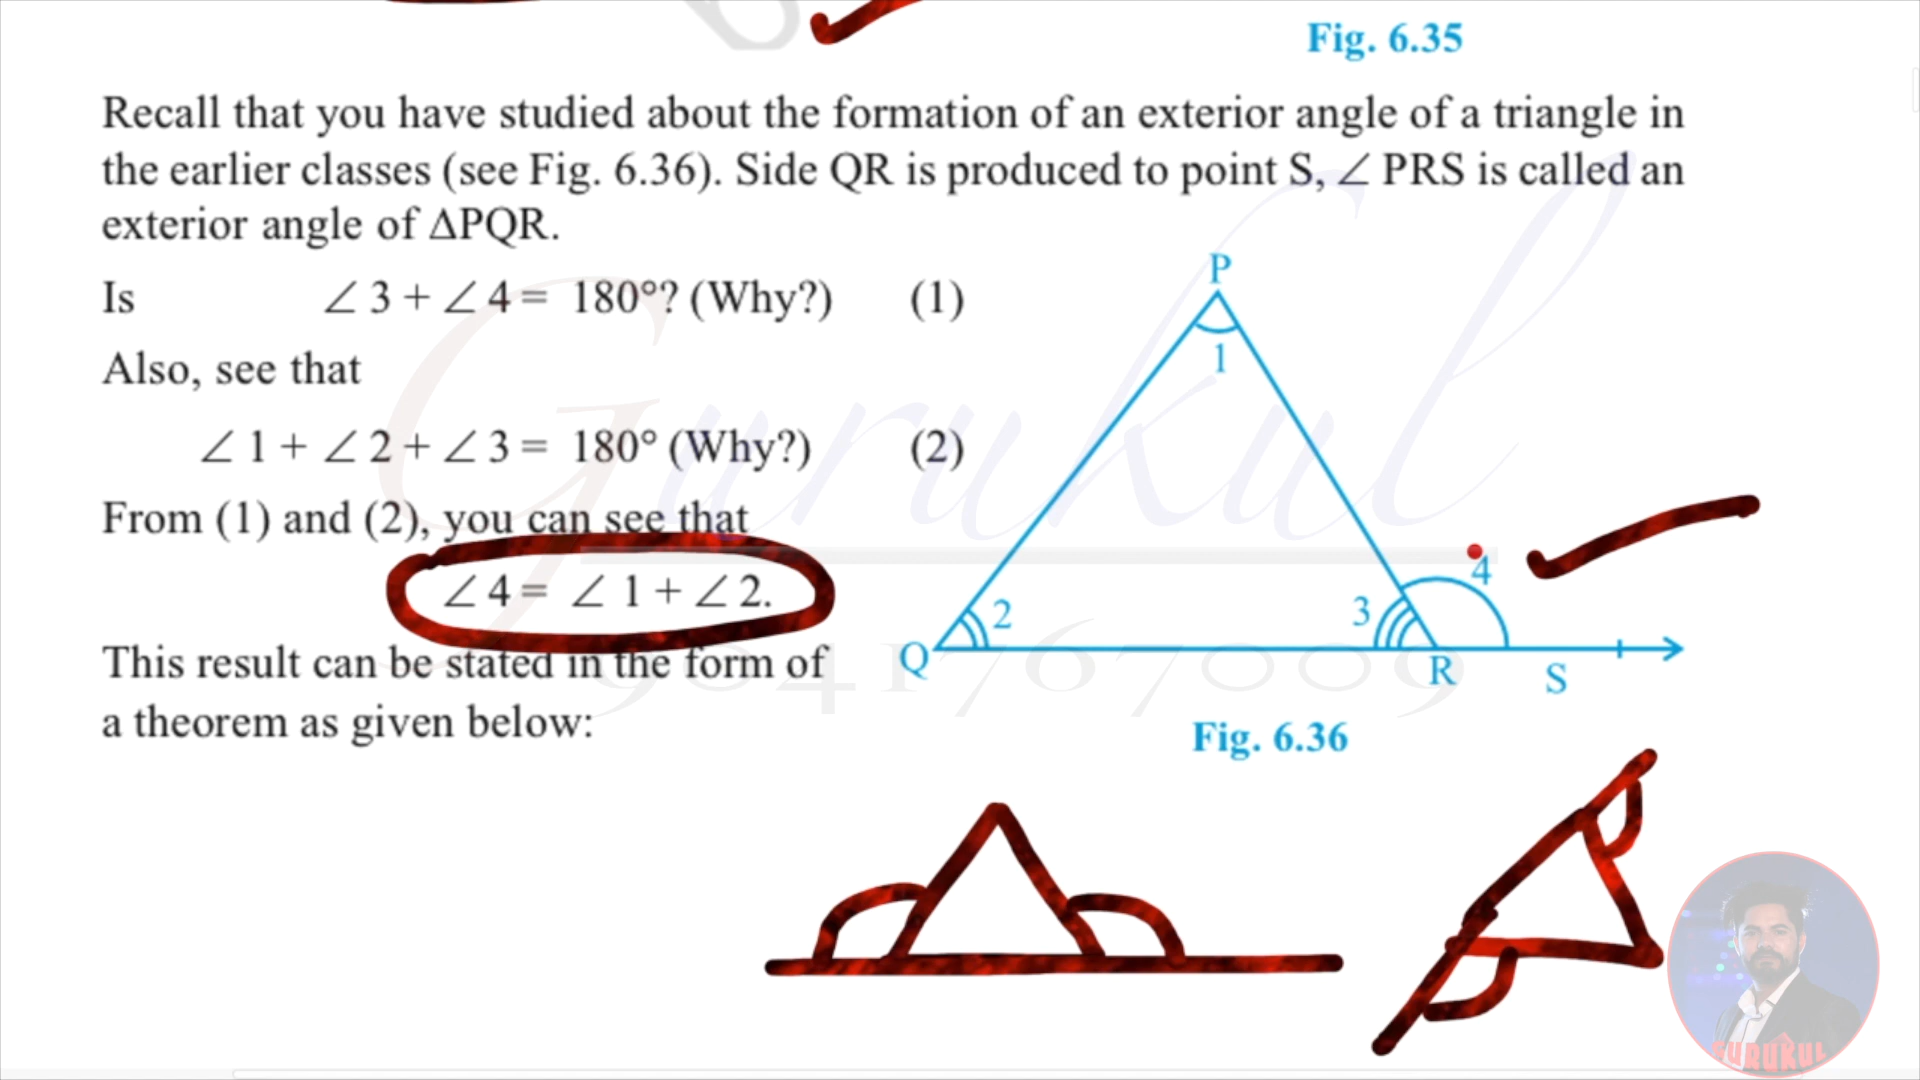 Fig. 6.35
Recall that you have studied about the formation of an exterior angle of a triangle in
the earlier classes (see Fig. 6.36). Side QR is produced to point S, ∠ PRS is called an
exterior angle of ΔPQR.
Is ∠ 3 + ∠ 4 = 180°? (Why?) (1)
Also, see that
∠ 1 + ∠ 2 + ∠ 3 = 180° (Why?) (2)
From (1) and (2), you can see that
∠ 4 = ∠ 1 + ∠ 2.
This result can be stated in the form of
a theorem as given below:
P
1
2
3
4
Q
R
S
Fig. 6.36
Gurukul
9041767009
GURUKUL